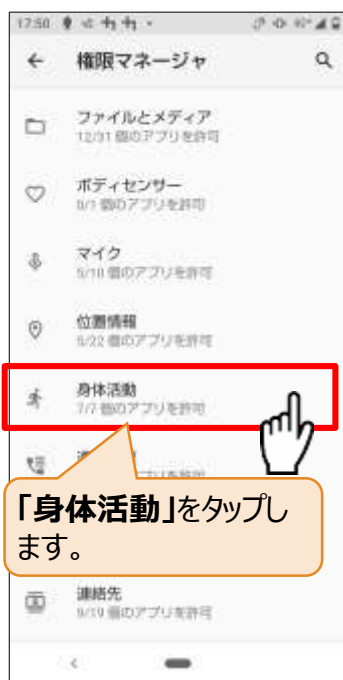 17:50
権限マネージャ
ファイルとメディア
12/31 個のアプリを許可
ボディセンサー
0/1 個のアプリを許可
マイク
5/10 個のアプリを許可
位置情報
5/22 個のアプリを許可
身体活動
7/7 個のアプリを許可
「身体活動」をタップし
ます。
連絡先
9/19 個のアプリを許可